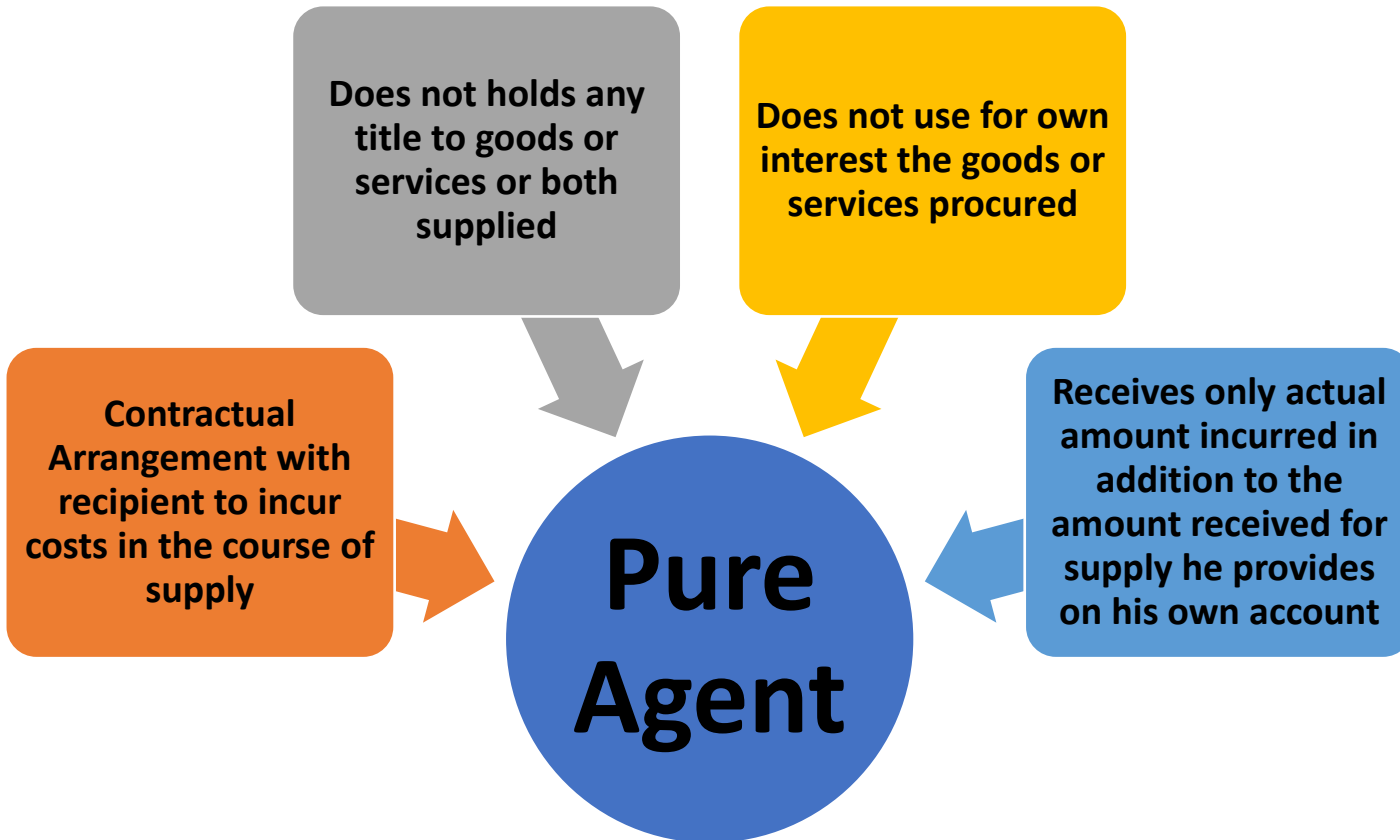 Does not holds any
title to goods or
services or both
supplied
Does not use for own
interest the goods or
services procured
Contractual
Arrangement with
recipient to incur
costs in the course of
supply
Receives only actual
amount incurred in
addition to the
amount received for
supply he provides
on his own account
Pure
Agent